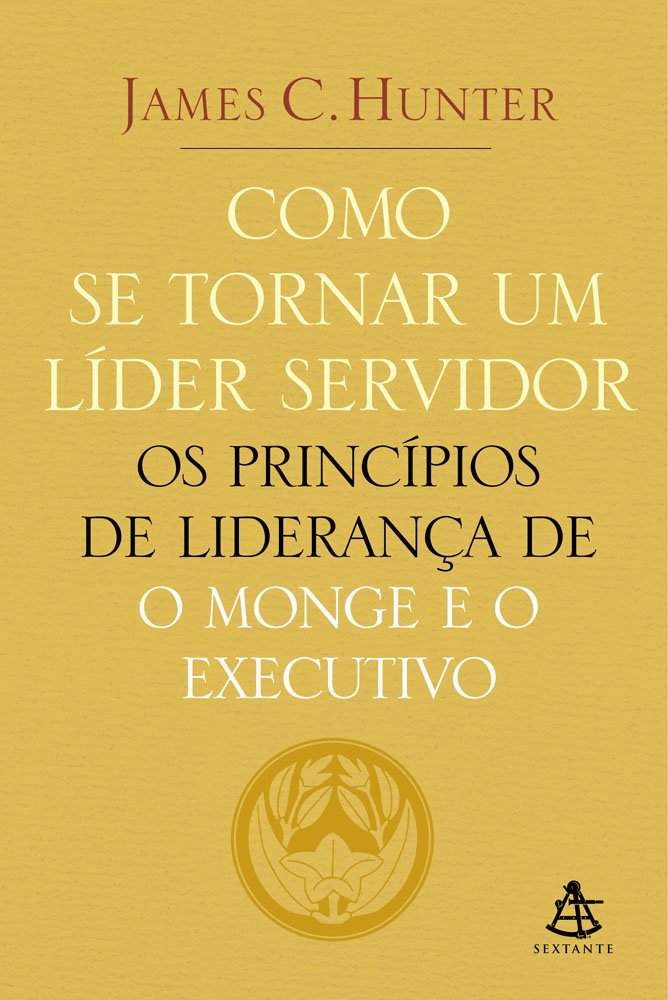 JAMES C. HUNTER
COMO
SE TORNAR UM
LÍDER SERVIDOR
OS PRINCÍPIOS
DE LIDERANÇA DE
O MONGE E O
EXECUTIVO
SEXTANTE